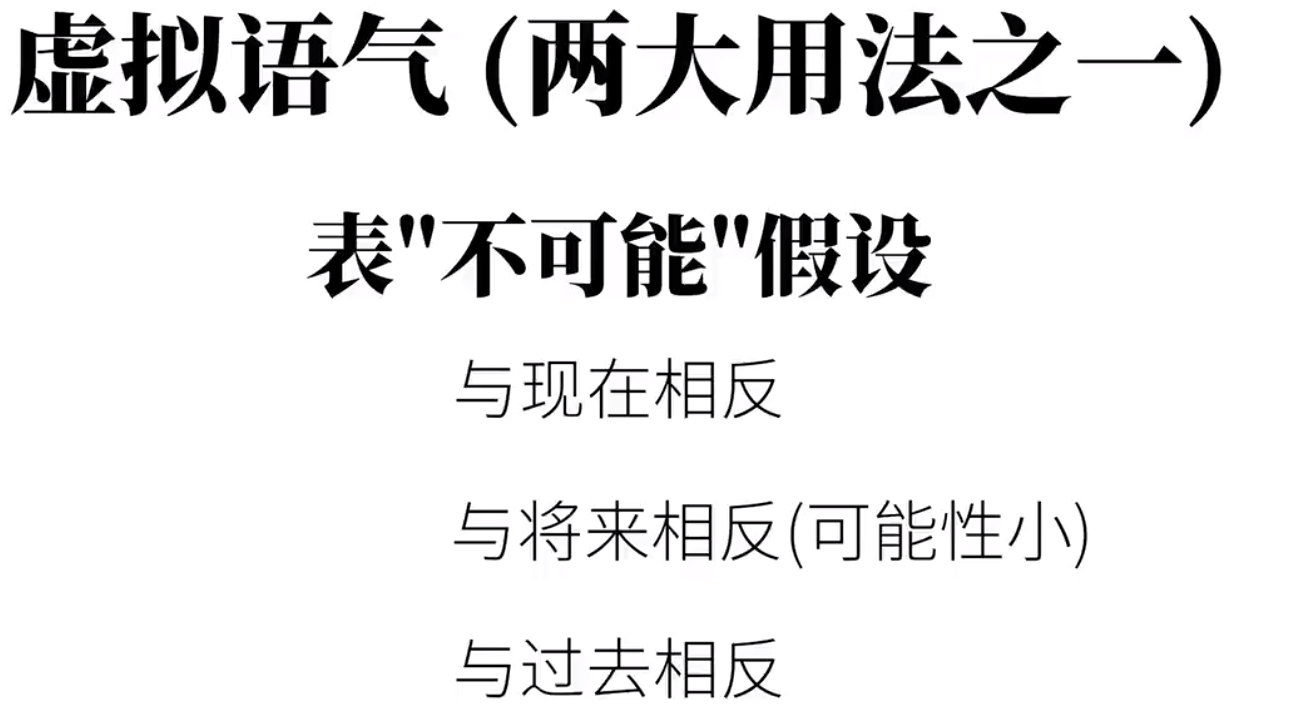 虚拟语气 (两大用法之一)
表"不可能"假设
与现在相反
与将来相反(可能性小)
与过去相反